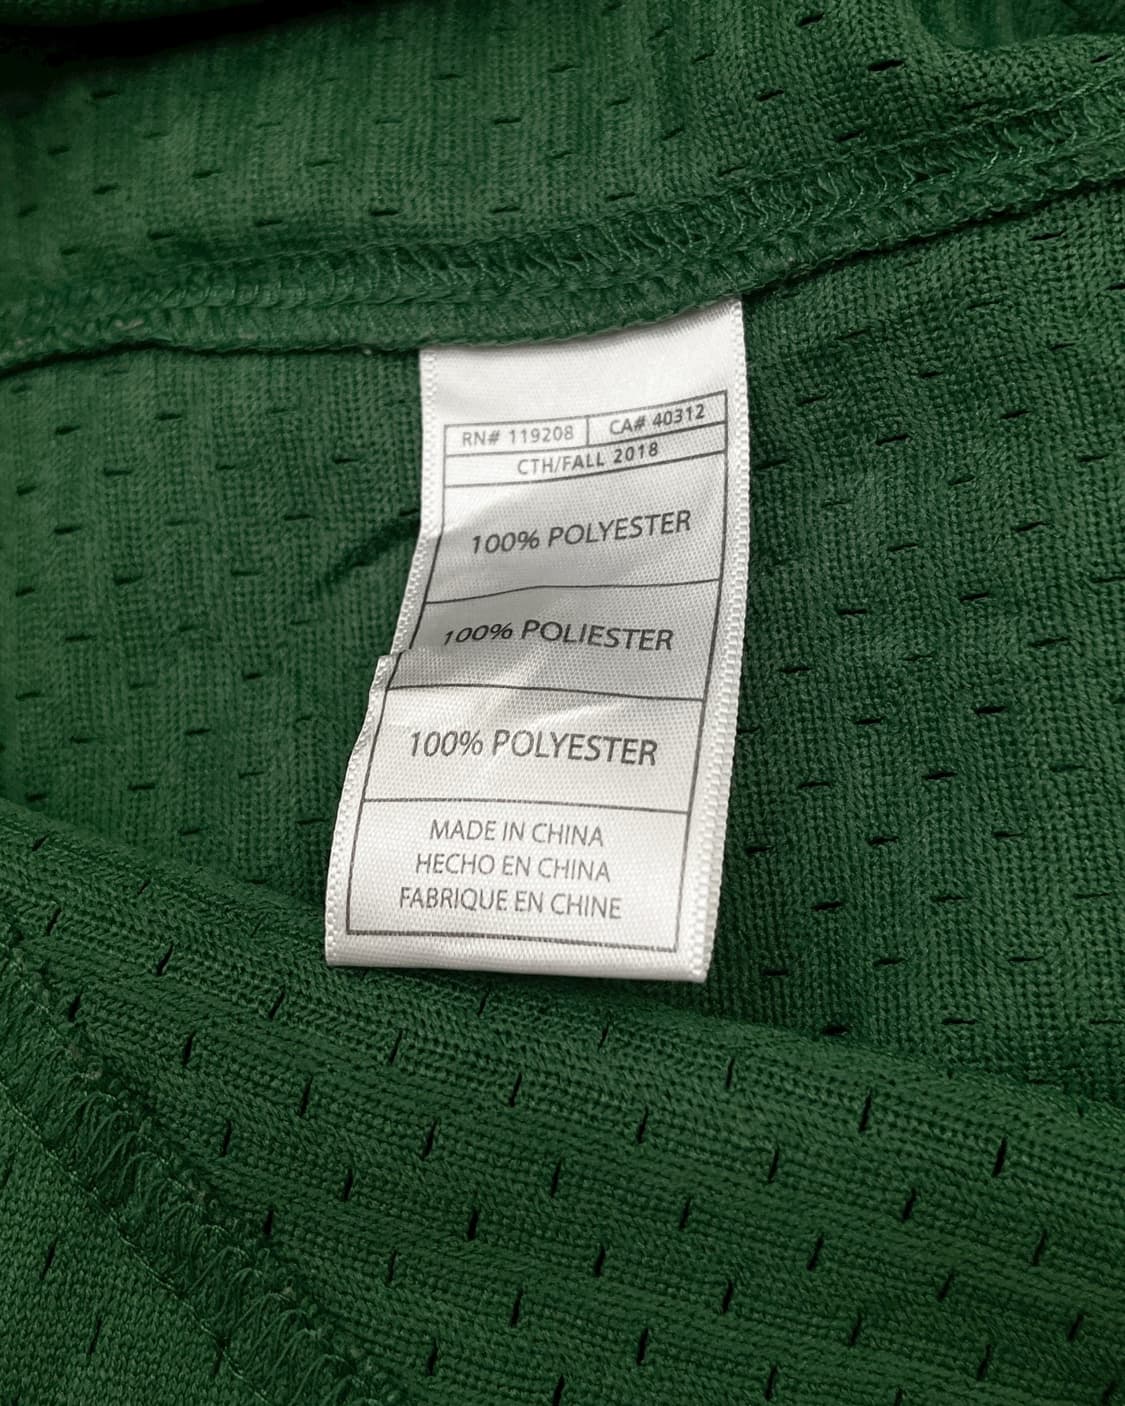 RN# 119208 CA# 40312
CTH/FALL 2018
100% POLYESTER
100% POLIESTER
100% POLYESTER
MADE IN CHINA
HECHO EN CHINA
FABRIQUE EN CHINE